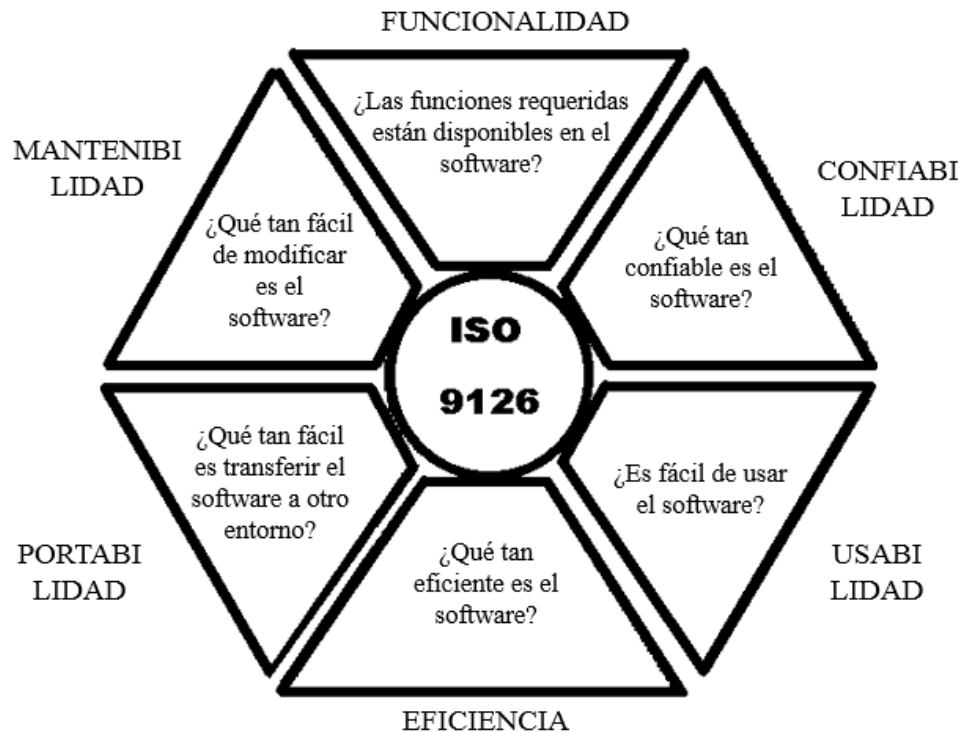 FUNCIONALIDAD
¿Las funciones requeridas
están disponibles en el
software?
MANTENIBI
LIDAD
¿Qué tan fácil
de modificar
es el
software?
CONFIABI
LIDAD
¿Qué tan
confiable es el
software?
ISO
9126
¿Qué tan fácil
es transferir el
software a otro
entorno?
PORTABI
LIDAD
¿Es fácil de usar
el software?
USABI
LIDAD
¿Qué tan
eficiente es el
software?
EFICIENCIA